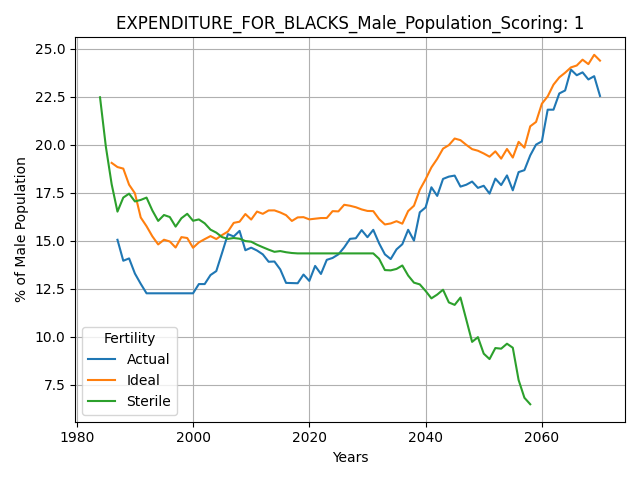 EXPENDITURE_FOR_BLACKS_Male_Population_Scoring: 1
25.0
22.5
20.0
17.5
15.0
12.5
10.0
7.5
% of Male Population
Fertility
Actual
Ideal
Sterile
1980 2000 2020 2040 2060
Years